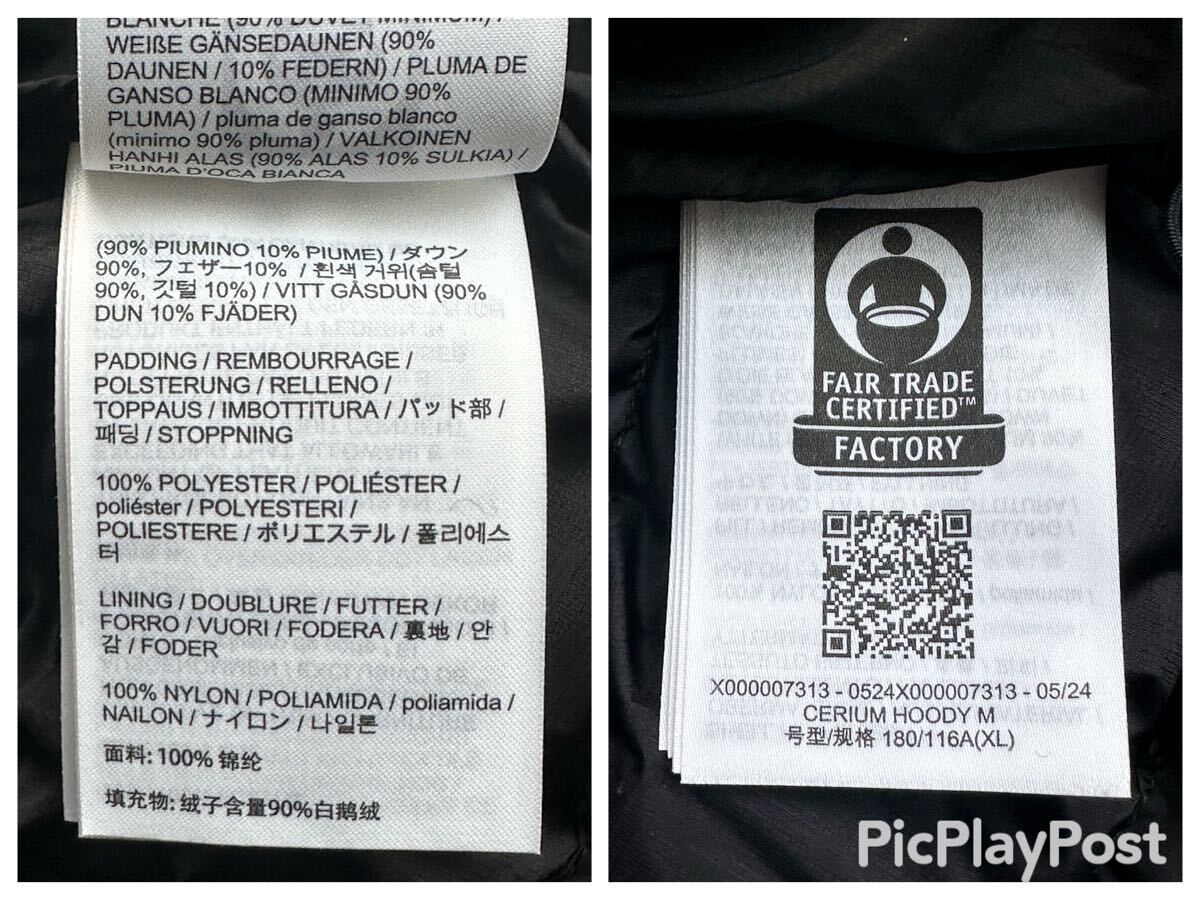 BLANCHE (90% DUVET MINIMUM) /
WEIßE GÄNSEDAUNEN (90%
DAUNEN / 10% FEDERN) / PLUMA DE
GANSO BLANCO (MINIMO 90%
PLUMA) / pluma de ganso blanco
(minimo 90% pluma) / VALKOINEN
HANHI ALAS (90% ALAS 10% SULKIA) /
PIUMA D'OCA BIANCA
(90% PIUMINO 10% PIUME) / ダウン
90%, フェザー10% / 흰색 거위(솜털
90%, 깃털 10%) / VITT GÅSDUN (90%
DUN 10% FJÄDER)
PADDING / REMBOURRAGE /
POLSTERUNG / RELLENO /
TOPPAUS / IMBOTTITURA / パッド部 /
패딩 / STOPPNING
100% POLYESTER / POLIÉSTER /
poliéster / POLYESTERI /
POLIESTERE / ポリエステル / 폴리에스
터
LINING / DOUBLURE / FUTTER /
FORRO / VUORI / FODERA / 裏地 / 안
감 / FODER
100% NYLON / POLIAMIDA / poliamida /
NAILON / ナイロン / 나일론
面料: 100% 锦纶
填充物: 绒子含量90%白鹅绒
FAIR TRADE
CERTIFIED™
FACTORY
X000007313 - 0524X000007313 - 05/24
CERIUM HOODY M
号型/规格 180/116A(XL)
PicPlayPost